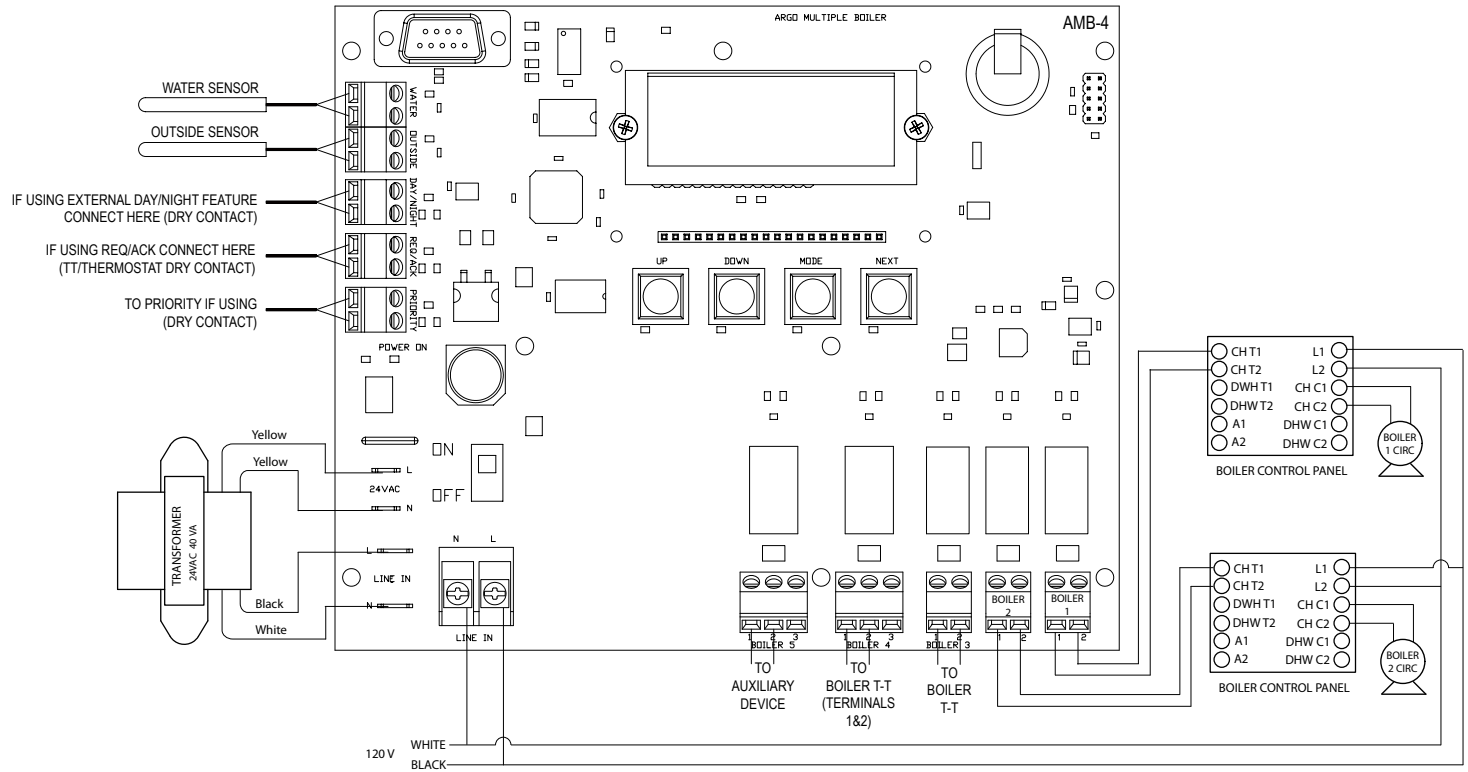 ARGO MULTIPLE BOILER
AMB-4
WATER SENSOR
WATER
OUTSIDE SENSOR
OUTSIDE
IF USING EXTERNAL DAY/NIGHT FEATURE
CONNECT HERE (DRY CONTACT)
DAY/NIGHT
IF USING REQ/ACK CONNECT HERE
(TT/THERMOSTAT DRY CONTACT)
REQ/ACK
TO PRIORITY IF USING
(DRY CONTACT)
PRIORITY
UP
DOWN
MODE
NEXT
POWER ON
ON
OFF
Yellow
Yellow
L
24VAC
N
TRANSFORMER
24VAC 40 VA
L
LINE IN
N
Black
White
N
L
LINE IN
1
2
3
BOILER 5
1
2
3
BOILER 4
1
2
BOILER 3
BOILER
2
1
2
BOILER
1
1
2
TO
AUXILIARY
DEVICE
TO
BOILER T-T
(TERMINALS
1&2)
TO
BOILER
T-T
CH T1
CH T2
DWH T1
DHW T2
A1
A2
L1
L2
CH C1
CH C2
DHW C1
DHW C2
BOILER
1 CIRC
BOILER CONTROL PANEL
CH T1
CH T2
DWH T1
DHW T2
A1
A2
L1
L2
CH C1
CH C2
DHW C1
DHW C2
BOILER
2 CIRC
BOILER CONTROL PANEL
120 V
WHITE
BLACK